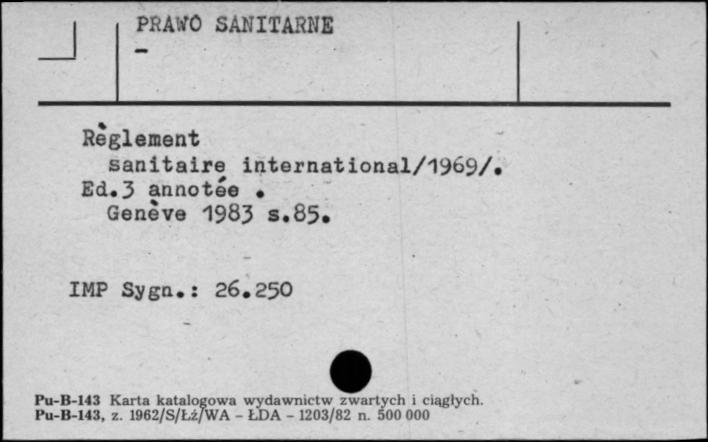 PRAWO SANITARNE
-
Règlement
sanitaire international/1969/.
Ed.3 annotée .
Genève 1983 s.85.
IMP Sygn.: 26.250
Pu-B-143 Karta katalogowa wydawnictw zwartych i ciągłych.
Pu-B-143, z. 1962/S/Łź/WA - ŁDA - 1203/82 n. 500 000